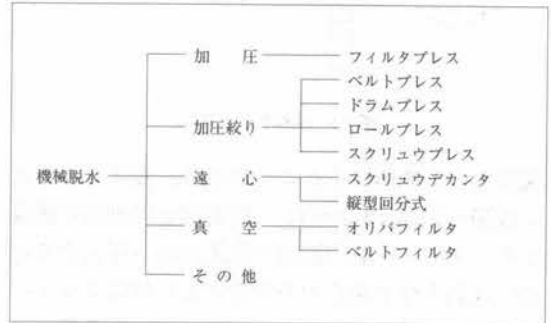 加 圧 フィルタプレス
ベルトプレス
ドラムプレス
加圧絞り ロールプレス
スクリュウプレス
機械脱水 遠 心 スクリュウデカンタ
縦型回分式
真 空 オリバフィルタ
ベルトフィルタ
そ の 他